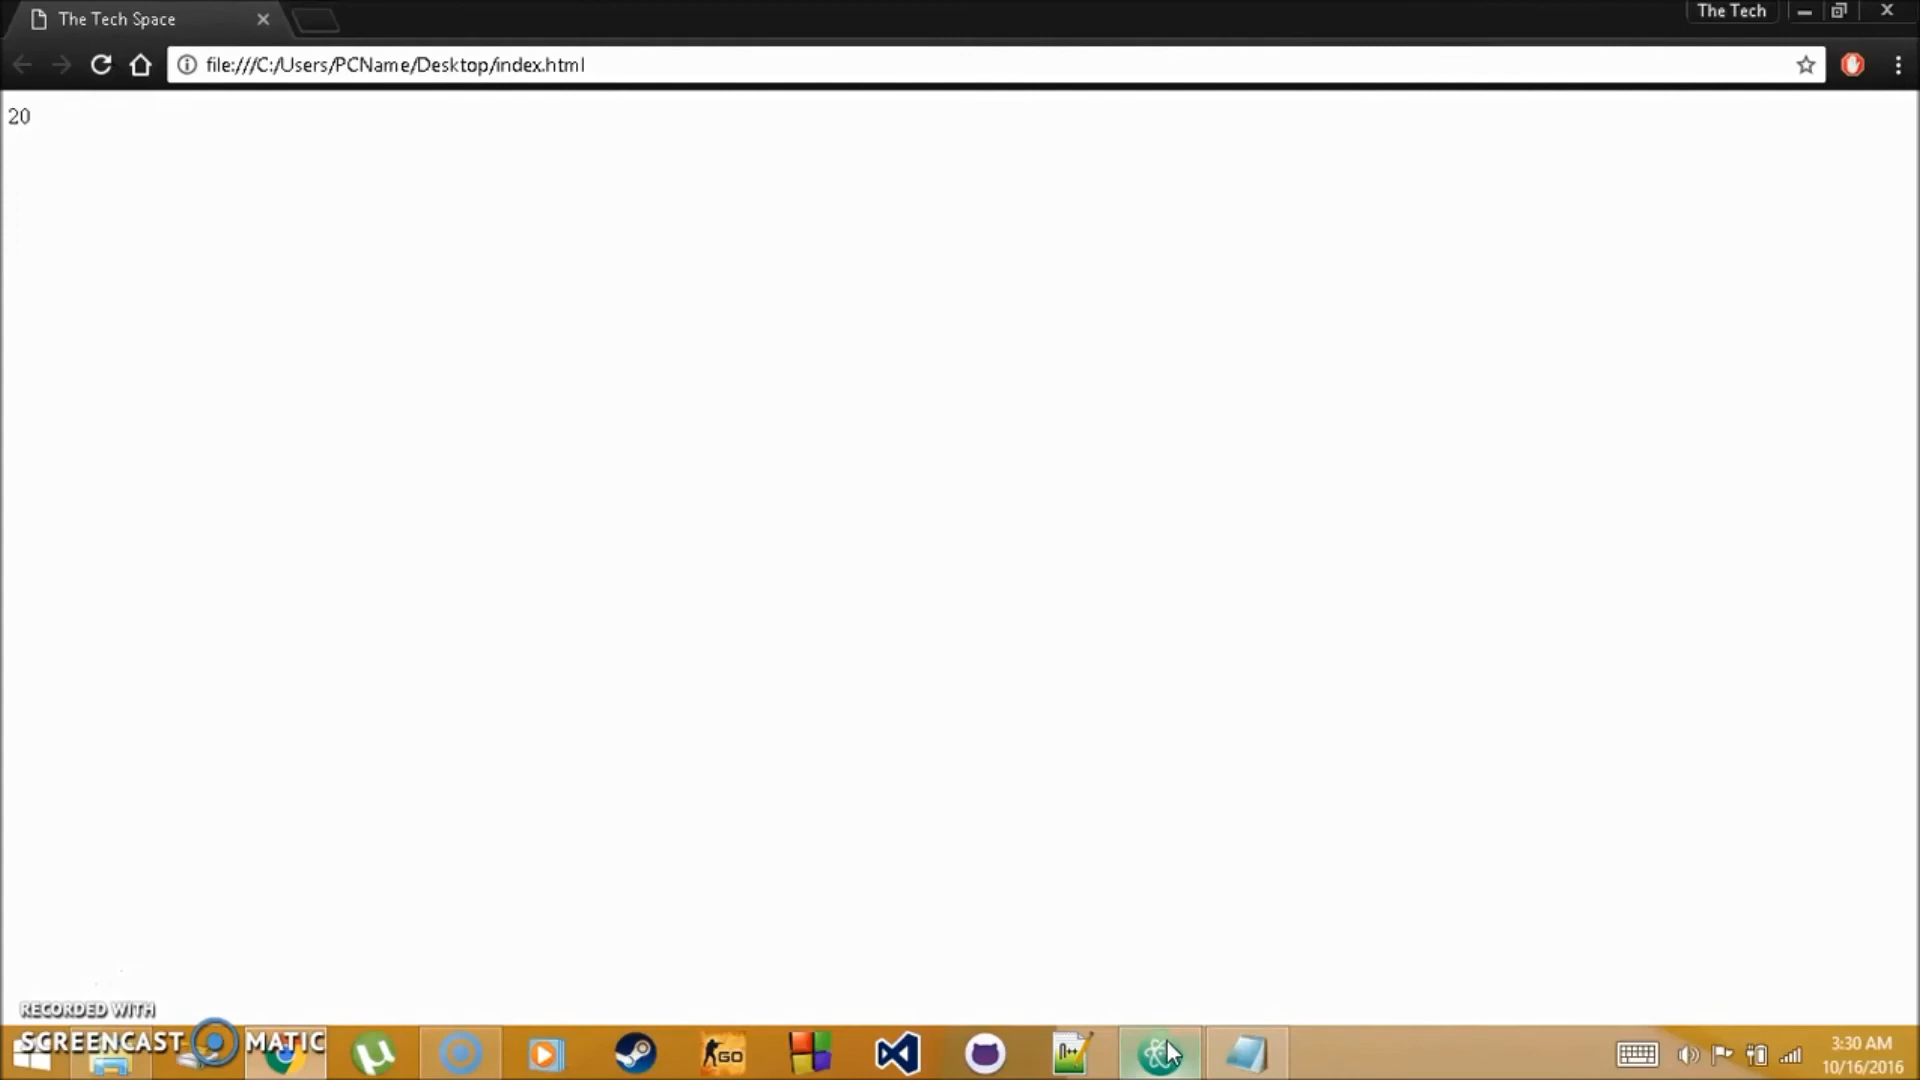 The Tech Space
The Tech
file:///C:/Users/PCName/Desktop/index.html
20
RECORDED WITH
SCREENCAST MATIC
GO
n++
3:30 AM
10/16/2016